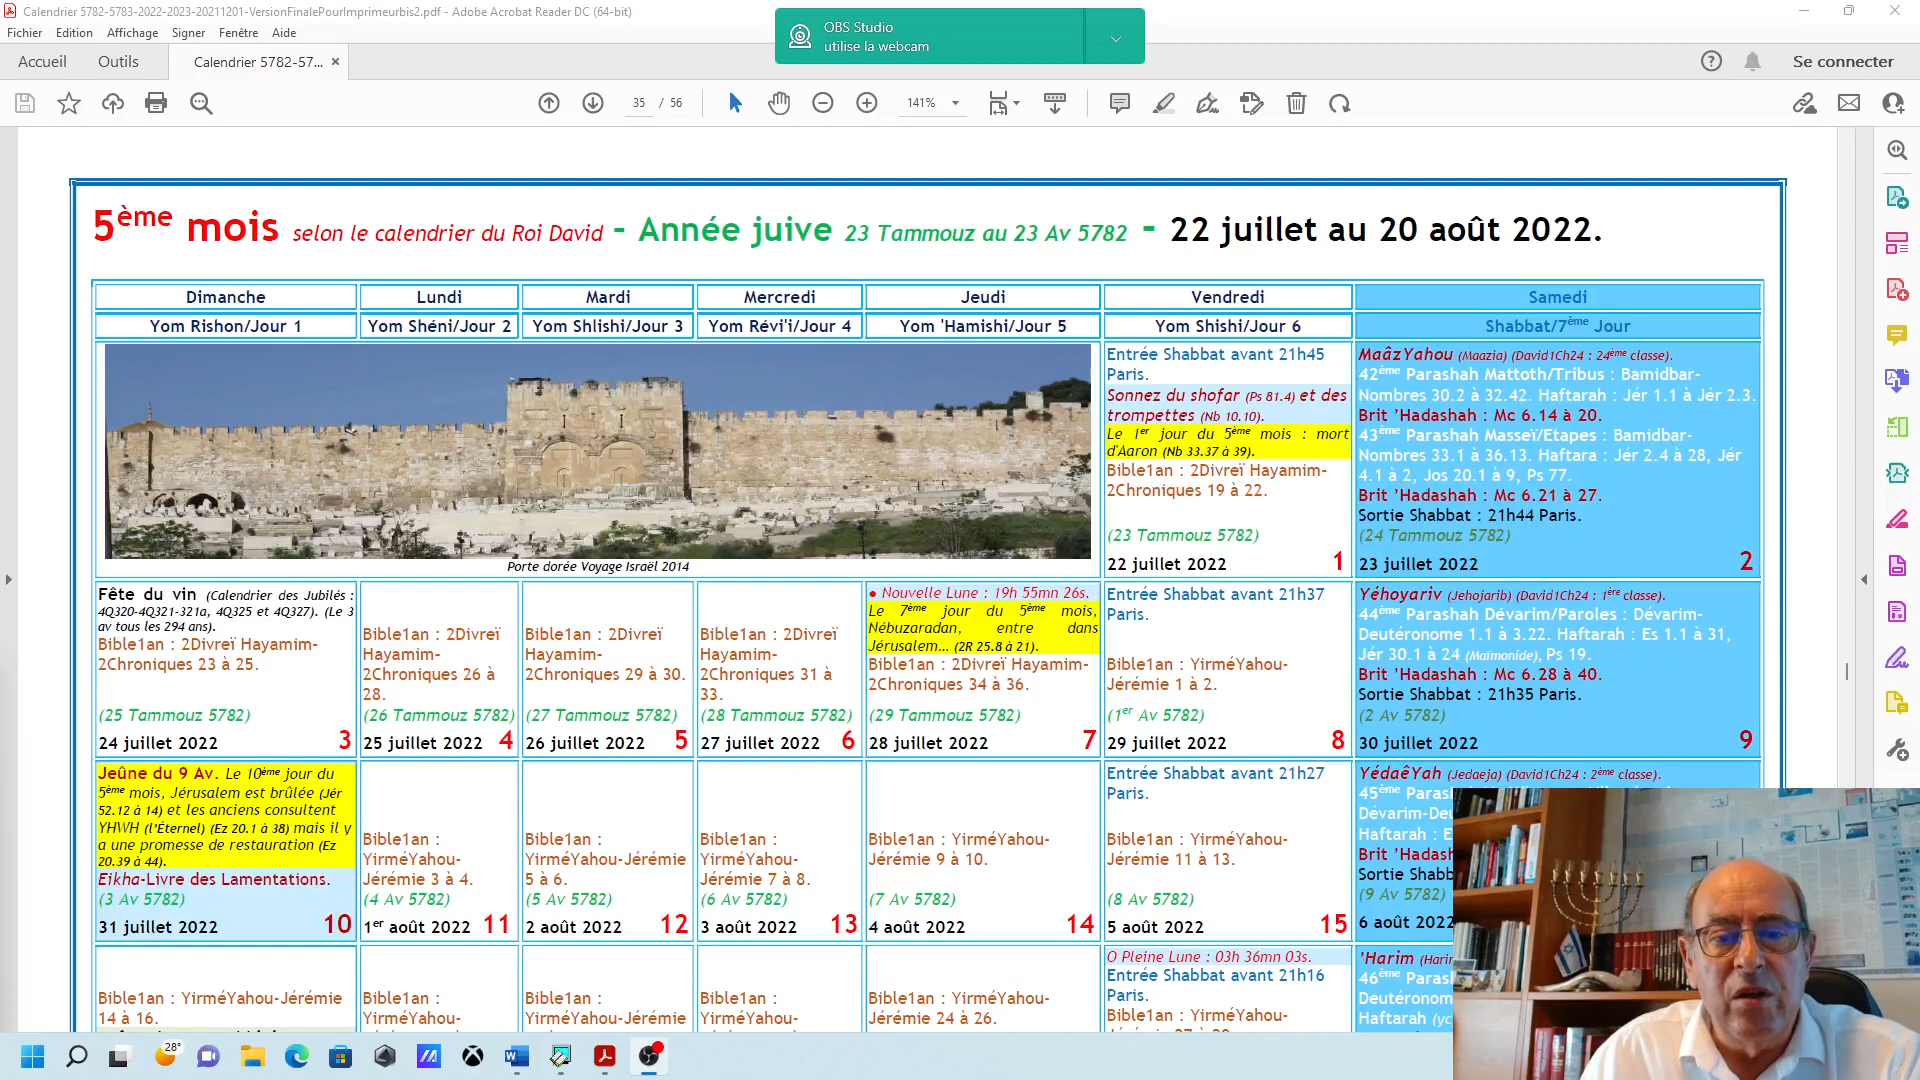 Calendrier 5782-5783-2022-2023-20211201-VersionFinalePourImprimeurbis2.pdf - Adobe Acrobat Reader DC (64-bit)
OBS Studio
utilise la webcam
Fichier Edition Affichage Signer Fenêtre Aide
Accueil Outils Calendrier 5782-57... × Se connecter
35 / 56 141%
5ème mois selon le calendrier du Roi David - Année juive 23 Tammouz au 23 Av 5782 - 22 juillet au 20 août 2022.
Dimanche Lundi Mardi Mercredi Jeudi Vendredi Samedi
Yom Rishon/Jour 1 Yom Shéni/Jour 2 Yom Shlishi/Jour 3 Yom Révi'i/Jour 4 Yom 'Hamishi/Jour 5 Yom Shishi/Jour 6 Shabbat/7ème Jour
Porte dorée Voyage Israël 2014
Entrée Shabbat avant 21h45
Paris.
Sonnez du shofar (Ps 81.4) et des
trompettes (Nb 10.10).
Le 1er jour du 5ème mois : mort
d'Aaron (Nb 33.37 à 39).
Bible1an : 2Divreï Hayamim-
2Chroniques 19 à 22.
(23 Tammouz 5782)
22 juillet 2022 1
MaâzYahou (Maazia) (David1Ch24 : 24ème classe).
42ème Parashah Mattoth/Tribus : Bamidbar-
Nombres 30.2 à 32.42. Haftarah : Jér 1.1 à Jér 2.3.
Brit ’Hadashah : Mc 6.14 à 20.
43ème Parashah Masseï/Etapes : Bamidbar-
Nombres 33.1 à 36.13. Haftara : Jér 2.4 à 28, Jér
4.1 à 2, Jos 20.1 à 9, Ps 77.
Brit ’Hadashah : Mc 6.21 à 27.
Sortie Shabbat : 21h44 Paris.
(24 Tammouz 5782)
23 juillet 2022 2
Fête du vin (Calendrier des Jubilés :
4Q320-4Q321-321a, 4Q325 et 4Q327). (Le 3
av tous les 294 ans).
Bible1an : 2Divreï Hayamim-
2Chroniques 23 à 25.
(25 Tammouz 5782)
24 juillet 2022 3
Bible1an : 2Divreï
Hayamim-
2Chroniques 26 à
28.
(26 Tammouz 5782)
25 juillet 2022 4
Bible1an : 2Divreï
Hayamim-
2Chroniques 29 à 30.
(27 Tammouz 5782)
26 juillet 2022 5
Bible1an : 2Divreï
Hayamim-
2Chroniques 31 à
33.
(28 Tammouz 5782)
27 juillet 2022 6
● Nouvelle Lune : 19h 55mn 26s.
Le 7ème jour du 5ème mois,
Nébuzaradan, entre dans
Jérusalem... (2R 25.8 à 21).
Bible1an : 2Divreï Hayamim-
2Chroniques 34 à 36.
(29 Tammouz 5782)
28 juillet 2022 7
Entrée Shabbat avant 21h37
Paris.
Bible1an : YirméYahou-
Jérémie 1 à 2.
(1er Av 5782)
29 juillet 2022 8
Yéhoyariv (Jehojarib) (David1Ch24 : 1ère classe).
44ème Parashah Dévarim/Paroles : Dévarim-
Deutéronome 1.1 à 3.22. Haftarah : Es 1.1 à 31,
Jér 30.1 à 24 (Maïmonide), Ps 19.
Brit ’Hadashah : Mc 6.28 à 40.
Sortie Shabbat : 21h35 Paris.
(2 Av 5782)
30 juillet 2022 9
Jeûne du 9 Av. Le 10ème jour du
5ème mois, Jérusalem est brûlée (Jér
52.12 à 14) et les anciens consultent
YHWH (l’Éternel) (Ez 20.1 à 38) mais il y
a une promesse de restauration (Ez
20.39 à 44).
Eikha-Livre des Lamentations.
(3 Av 5782)
31 juillet 2022 10
Bible1an :
YirméYahou-
Jérémie 3 à 4.
(4 Av 5782)
1er août 2022 11
Bible1an :
YirméYahou-Jérémie
5 à 6.
(5 Av 5782)
2 août 2022 12
Bible1an :
YirméYahou-
Jérémie 7 à 8.
(6 Av 5782)
3 août 2022 13
Bible1an : YirméYahou-
Jérémie 9 à 10.
(7 Av 5782)
4 août 2022 14
Entrée Shabbat avant 21h27
Paris.
Bible1an : YirméYahou-
Jérémie 11 à 13.
(8 Av 5782)
5 août 2022 15
YédaêYah (Jedaeja) (David1Ch24 : 2ème classe).
45ème Paras
Dévarim-De
Haftarah : E
Brit ’Hadash
Sortie Shabb
(9 Av 5782)
6 août 2022
Bible1an : YirméYahou-Jérémie
14 à 16.
Bible1an :
YirméYahou-
Bible1an :
YirméYahou-Jérémie
Bible1an :
YirméYahou-
Bible1an : YirméYahou-
Jérémie 24 à 26.
O Pleine Lune : 03h 36mn 03s.
Entrée Shabbat avant 21h16
Paris.
Bible1an : YirméYahou-
’Harim (Harim
46ème Paras
Deutéronom
Haftarah (yc
28°